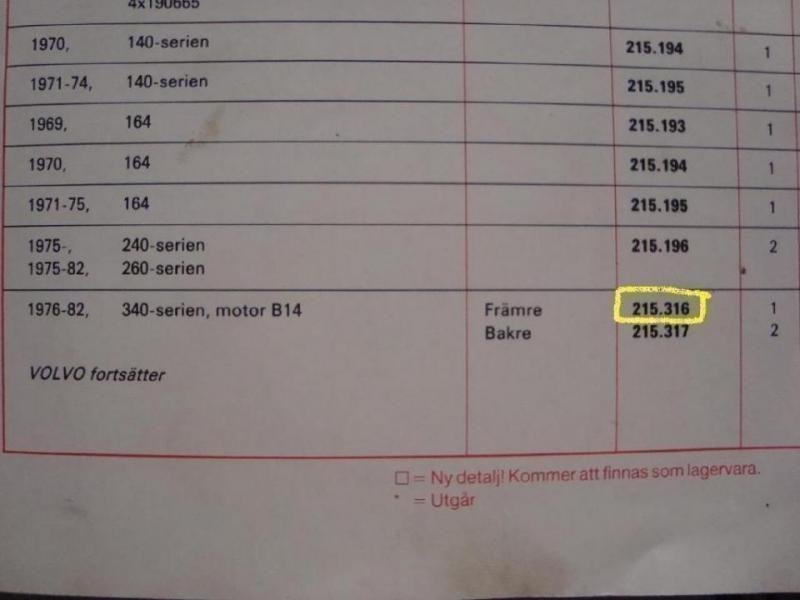 4x190665
1970, 140-serien 215.194 1
1971-74, 140-serien 215.195 1
1969, 164 215.193 1
1970, 164 215.194 1
1971-75, 164 215.195 1
1975-, 240-serien 215.196 2
1975-82, 260-serien
1976-82, 340-serien, motor B14 Främre 215.316 1
Bakre 215.317 2
VOLVO fortsätter
□ = Ny detalj! Kommer att finnas som lagervara.
* = Utgår